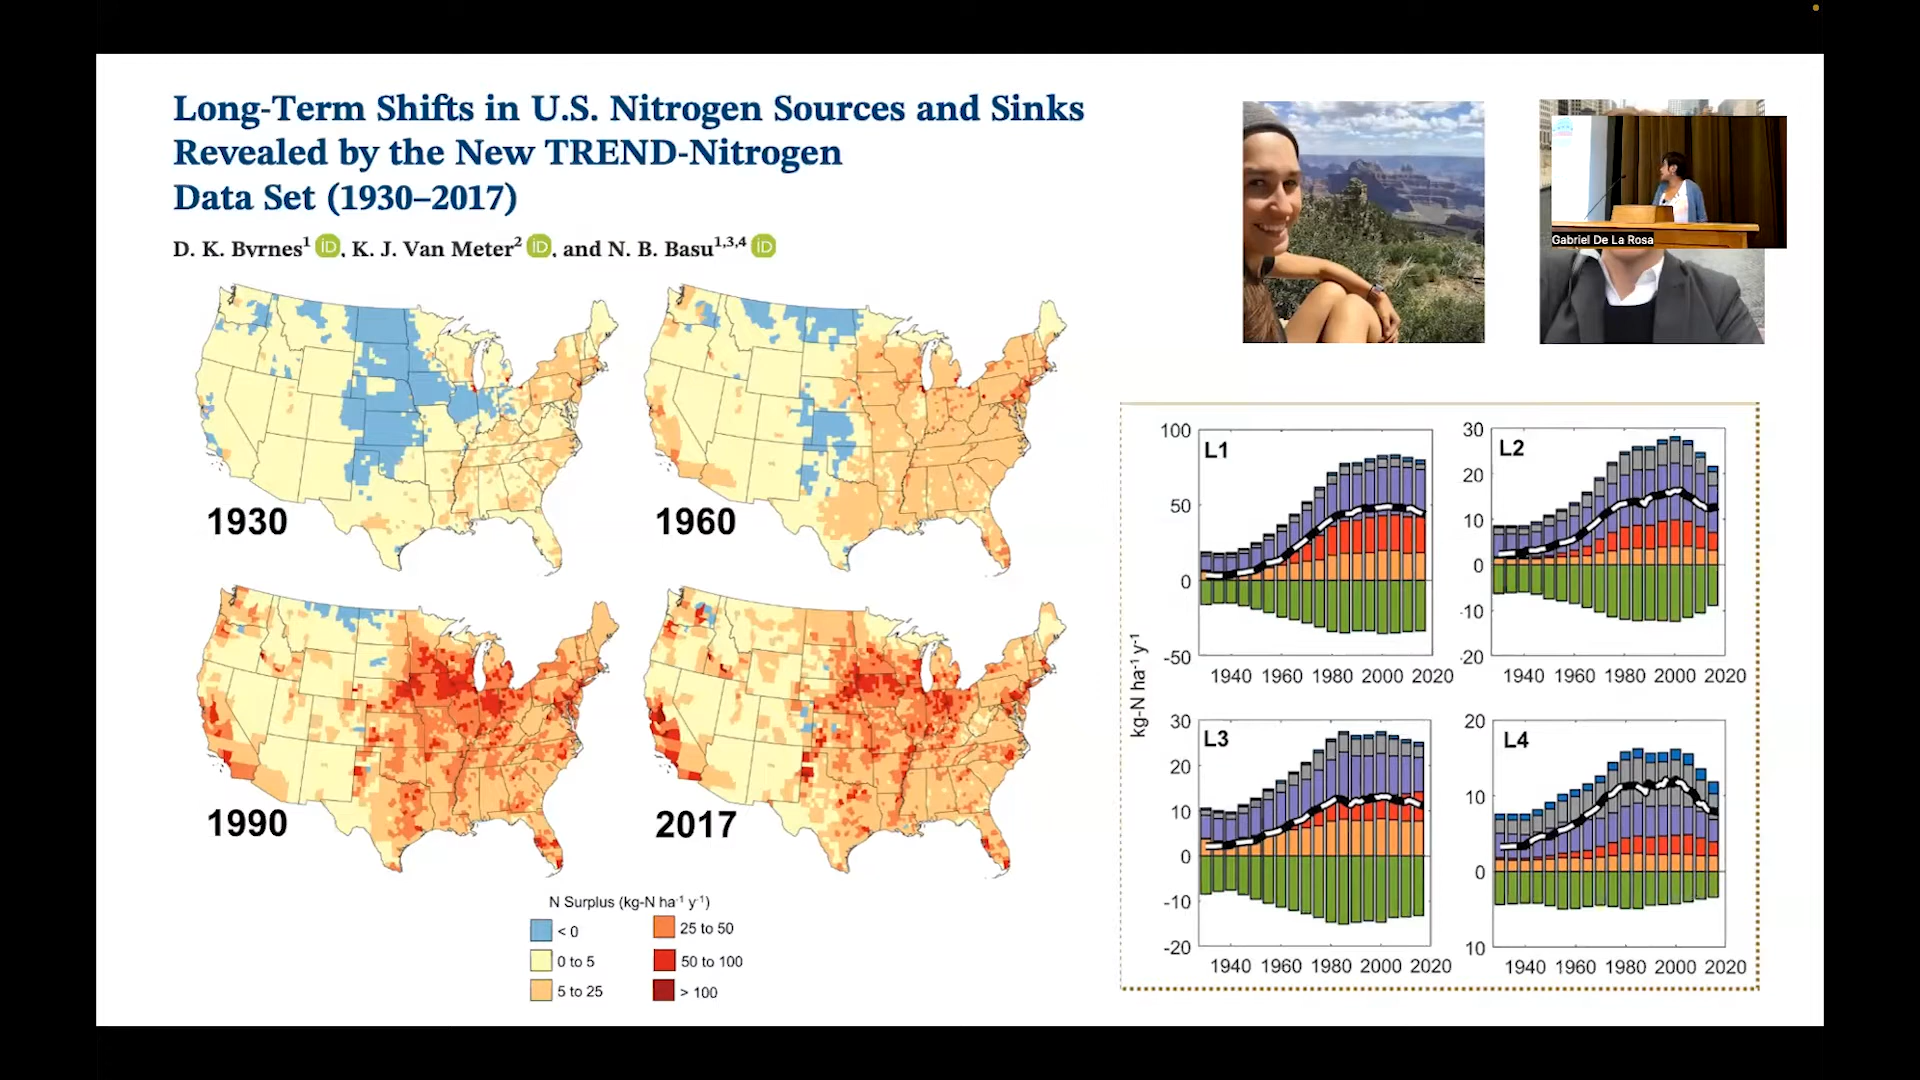 Long-Term Shifts in U.S. Nitrogen Sources and Sinks
Revealed by the New TREND-Nitrogen
Data Set (1930–2017)
D. K. Byrnes1 iD, K. J. Van Meter2 iD, and N. B. Basu1,3,4 iD
Gabriel De La Rosa
1930
1960
1990
2017
N Surplus (kg-N ha-1 y-1)
< 0
0 to 5
5 to 25
25 to 50
50 to 100
> 100
kg-N ha-1 y-1
L1
100
50
0
-50
1940 1960 1980 2000 2020
L2
30
20
10
0
-10
-20
1940 1960 1980 2000 2020
L3
30
20
10
0
-10
-20
1940 1960 1980 2000 2020
L4
20
10
0
10
1940 1960 1980 2000 2020